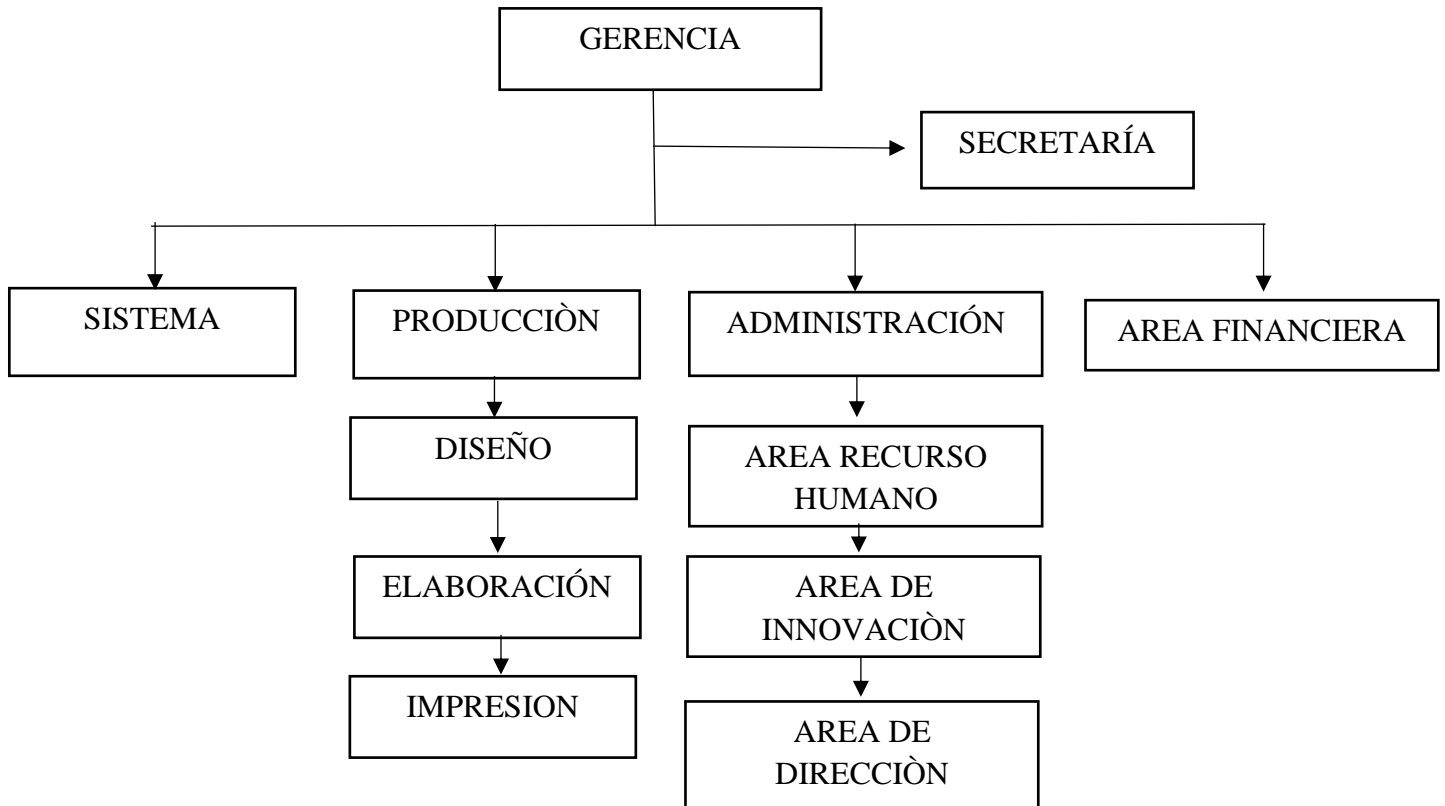 GERENCIA
SECRETARÍA
SISTEMA
PRODUCCIÒN
ADMINISTRACIÓN
AREA FINANCIERA
DISEÑO
AREA RECURSO
HUMANO
ELABORACIÓN
AREA DE
INNOVACIÒN
IMPRESION
AREA DE
DIRECCIÒN